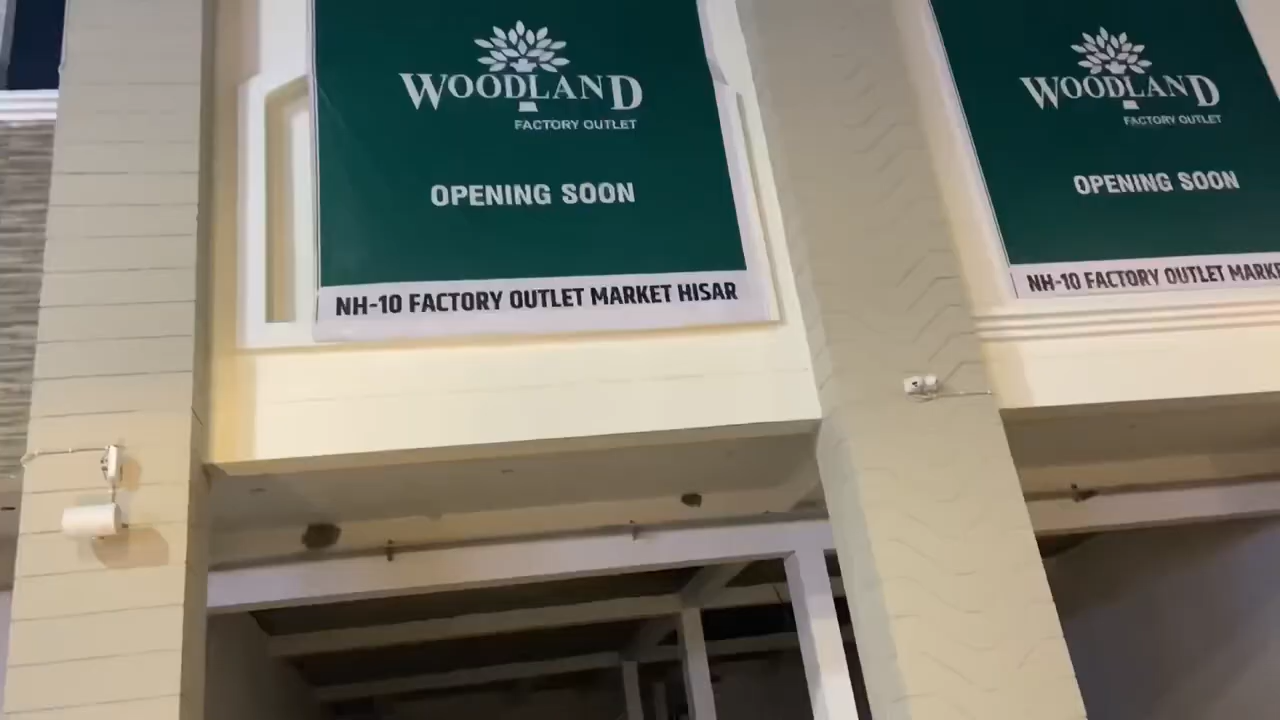 WOODLAND
FACTORY OUTLET
OPENING SOON
NH-10 FACTORY OUTLET MARKET HISAR
WOODLAND
FACTORY OUTLET
OPENING SOON
NH-10 FACTORY OUTLET MARKE